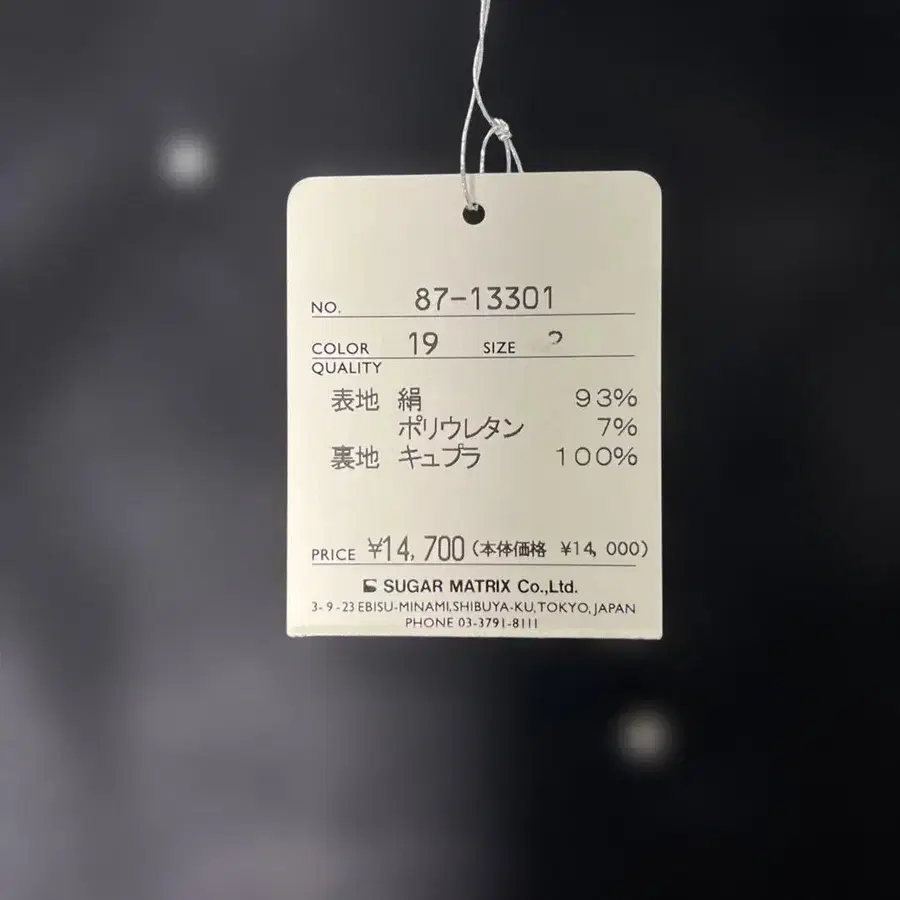 NO. 87-13301
COLOR 19 SIZE
QUALITY
表地 絹 93%
ポリウレタン 7%
裏地 キュプラ 100%
PRICE ¥14,700(本体価格 ¥14,000)
SUGAR MATRIX Co.,Ltd.
3-9-23 EBISU-MINAMI,SHIBUYA-KU,TOKYO,JAPAN
PHONE 03-3791-8111